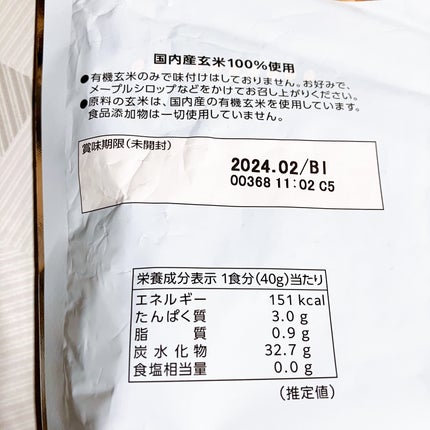 国内産玄米100%使用
●有機玄米のみで味付けはしておりません。お好みで、
メープルシロップなどをかけてお召し上がりください。
●原料の玄米は、国内産の有機玄米を使用しています。
食品添加物は一切使用していません。
賞味期限(未開封)
2024.02/BI
00368 11:02 C5
栄養成分表示 1食分(40g)当たり
エネルギー 151 kcal
たんぱく質 3.0 g
脂質 0.9 g
炭水化物 32.7 g
食塩相当量 0.0 g
(推定値)